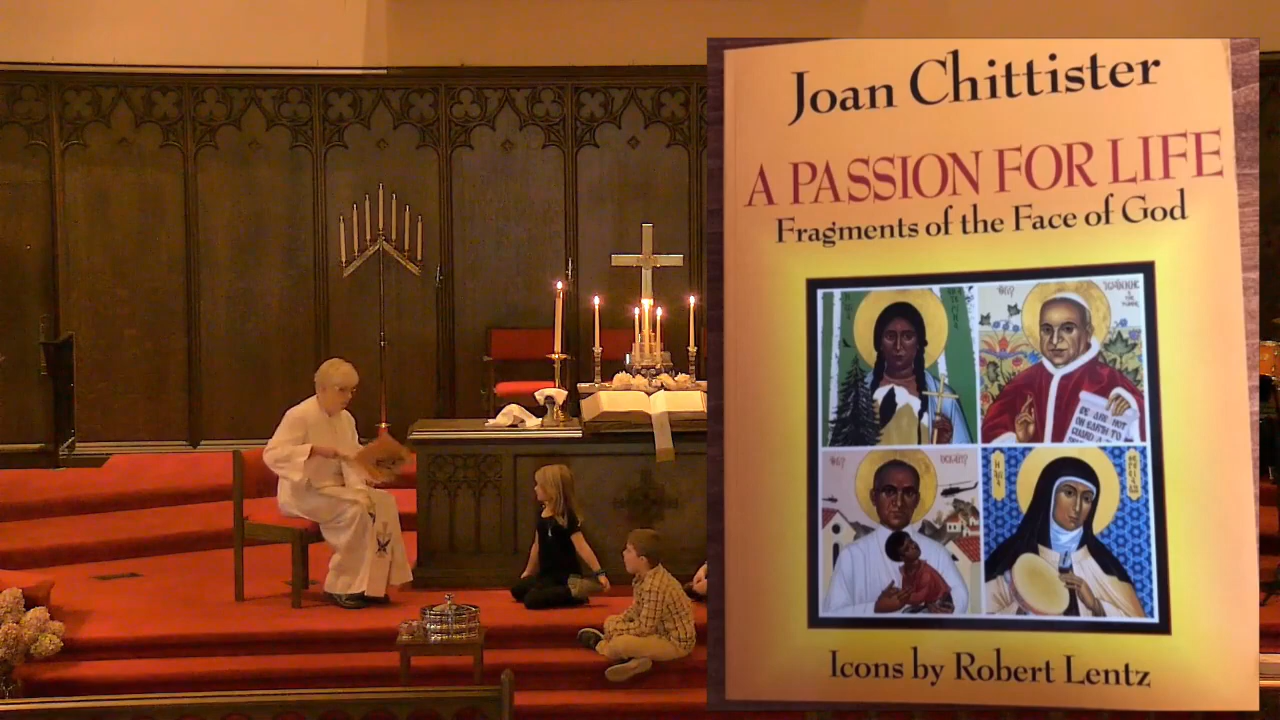 Joan Chittister
A PASSION FOR LIFE
Fragments of the Face of God
Icons by Robert Lentz